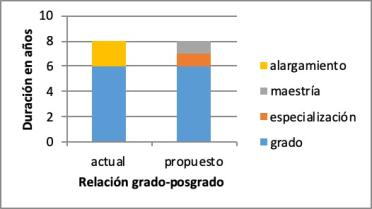 Duración en años
10
8
6
4
2
0
actual
propuesto
Relación grado-posgrado
alargamiento
maestría
especialización
grado